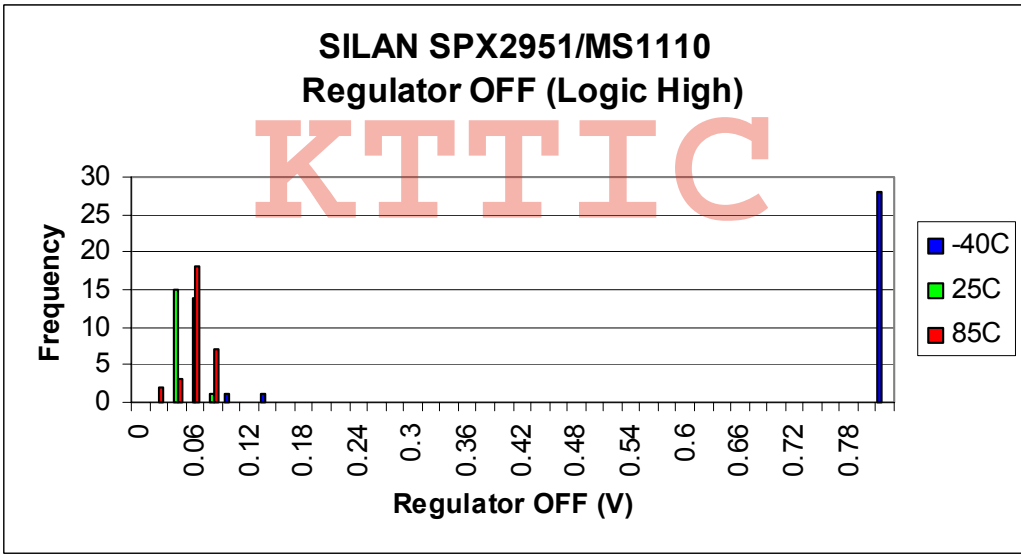 SILAN SPX2951/MS1110
Regulator OFF (Logic High)
KTTIC
30
25
20
15
10
5
0
Frequency
0
0.06
0.12
0.18
0.24
0.3
0.36
0.42
0.48
0.54
0.6
0.66
0.72
0.78
Regulator OFF (V)
-40C
25C
85C